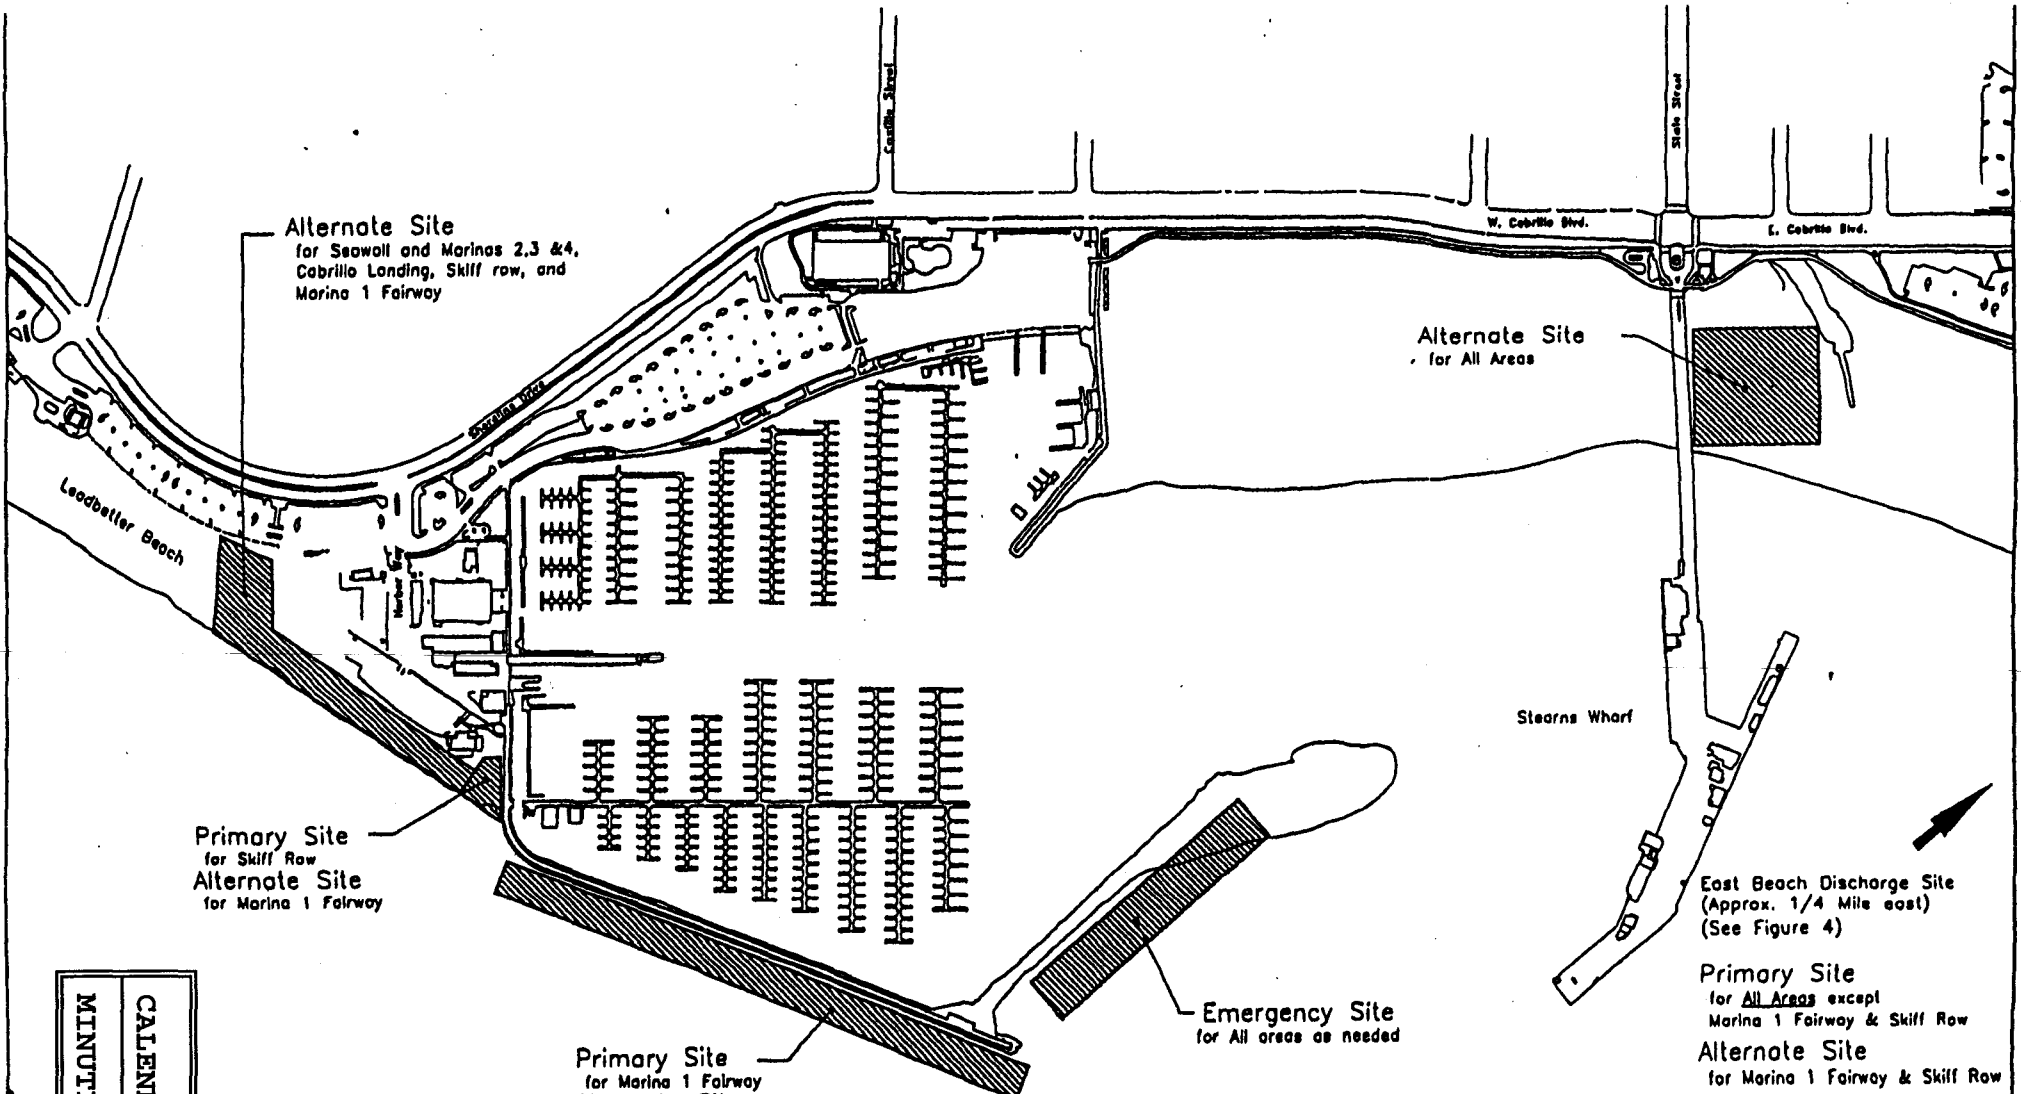 Castillo Street
State Street
Alternate Site
for Seawall and Marinas 2,3 &4,
Cabrillo Landing, Skiff row, and
Marina 1 Fairway
W. Cabrillo Blvd.
E. Cabrillo Blvd.
Alternate Site
for All Areas
Shoreline Drive
Leadbetter Beach
Harbor Way
Stearns Wharf
Primary Site
for Skiff Row
Alternate Site
for Marina 1 Fairway
East Beach Discharge Site
(Approx. 1/4 Mile east)
(See Figure 4)
Primary Site
for All Areas except
Marina 1 Fairway & Skiff Row
Alternate Site
for Marina 1 Fairway & Skiff Row
Emergency Site
for All areas as needed
Primary Site
for Marina 1 Fairway
CALEN
MINUT